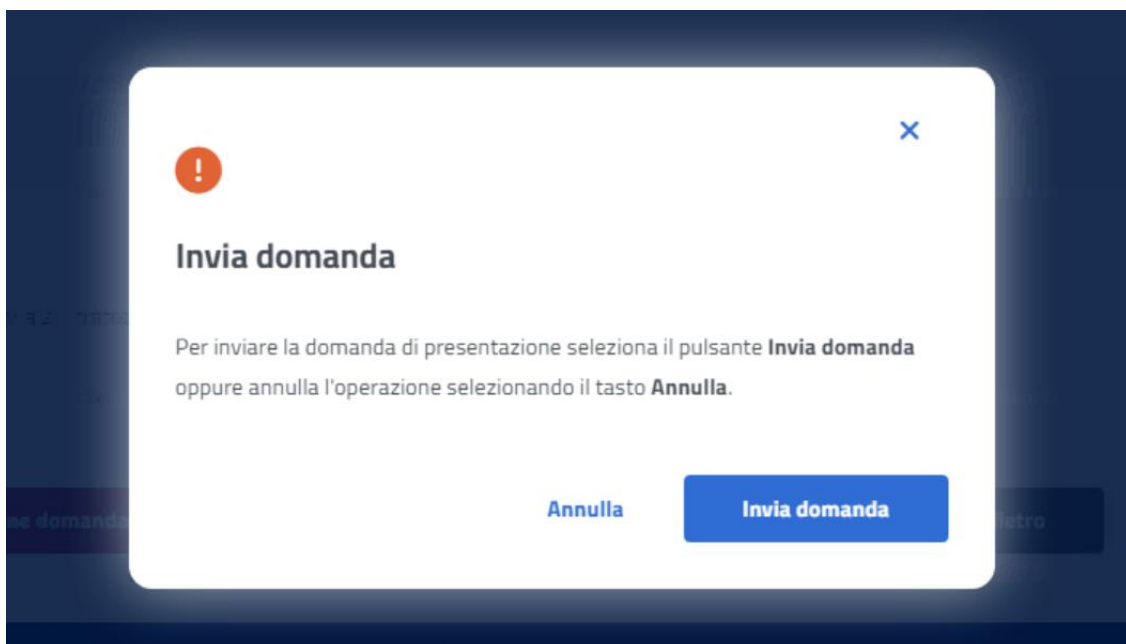 Invia domanda
Per inviare la domanda di presentazione seleziona il pulsante Invia domanda
oppure annulla l'operazione selezionando il tasto Annulla.
domanda
Annulla
Invia domanda